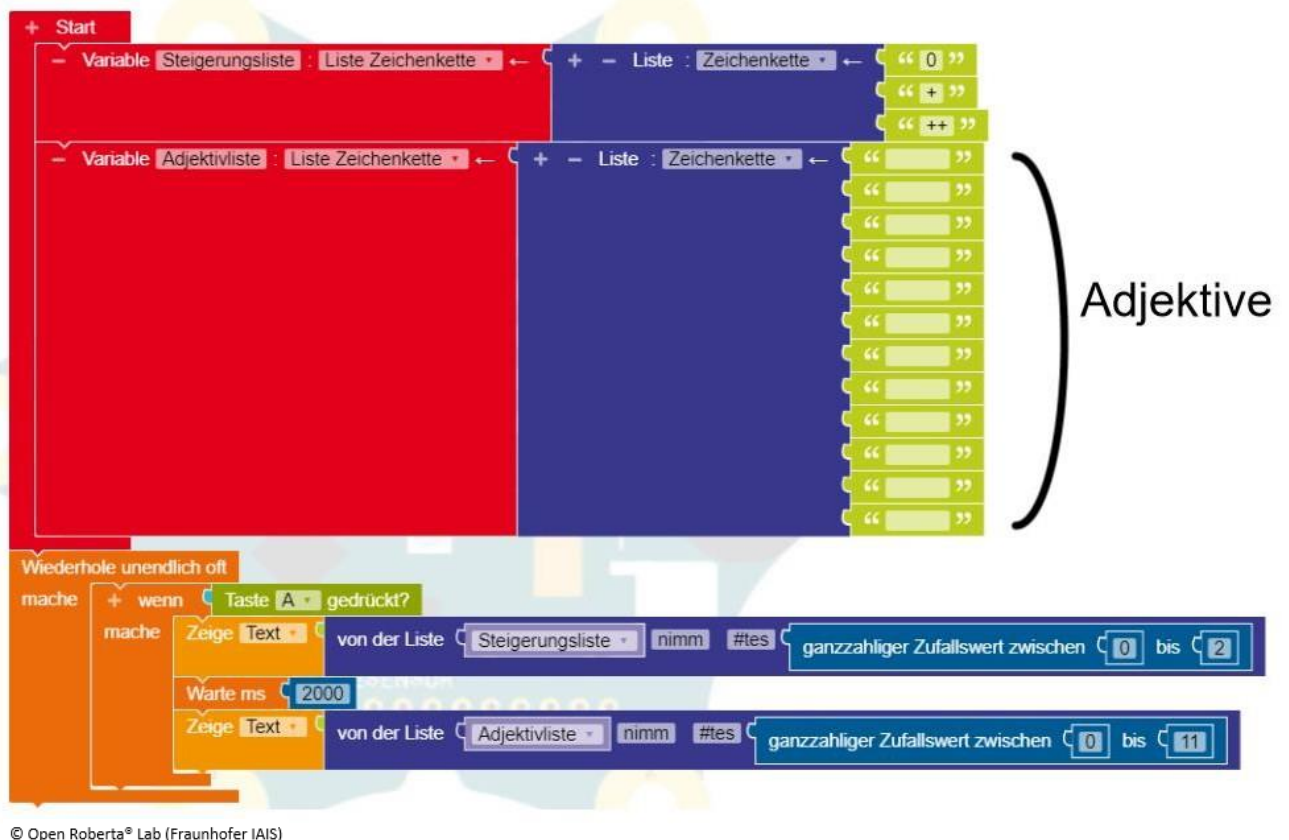 + Start
− Variable Steigerungsliste : Liste Zeichenkette ← + − Liste : Zeichenkette ← “ 0 ”
“ + ”
“ ++ ”
− Variable Adjektivliste : Liste Zeichenkette ← + − Liste : Zeichenkette ← “ ”
“ ”
“ ”
“ ”
“ ”
“ ”
“ ”
“ ”
“ ”
“ ”
“ ”
“ ”
Adjektive
Wiederhole unendlich oft
mache + wenn Taste A gedrückt?
mache Zeige Text von der Liste Steigerungsliste nimm #tes ganzzahliger Zufallswert zwischen 0 bis 2
Warte ms 2000
Zeige Text von der Liste Adjektivliste nimm #tes ganzzahliger Zufallswert zwischen 0 bis 11
© Open Roberta® Lab (Fraunhofer IAIS)